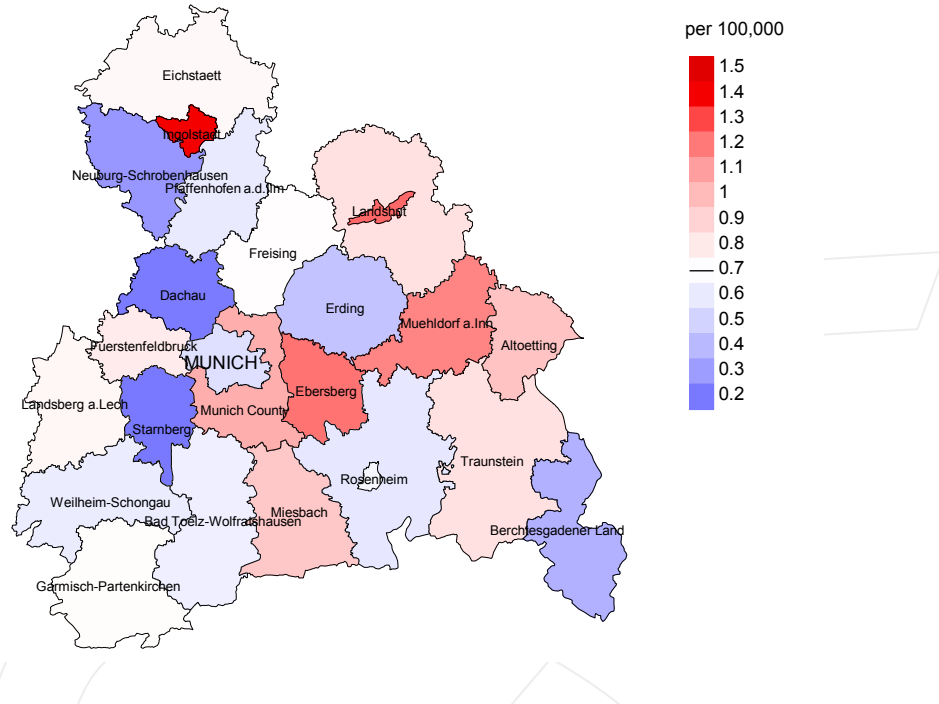 per 100,000
1.5
1.4
1.3
1.2
1.1
1
0.9
0.8
0.7
0.6
0.5
0.4
0.3
0.2
Eichstaett
Ingolstadt
Neuburg-Schrobenhausen
Pfaffenhofen a.d.Ilm
Landshut
Freising
Dachau
Erding
Muehldorf a.Inn
Altoetting
Fuerstenfeldbruck
MUNICH
Ebersberg
Landsberg a.Lech
Munich County
Starnberg
Traunstein
Rosenheim
Weilheim-Schongau
Miesbach
Bad Toelz-Wolfratshausen
Berchtesgadener Land
Garmisch-Partenkirchen